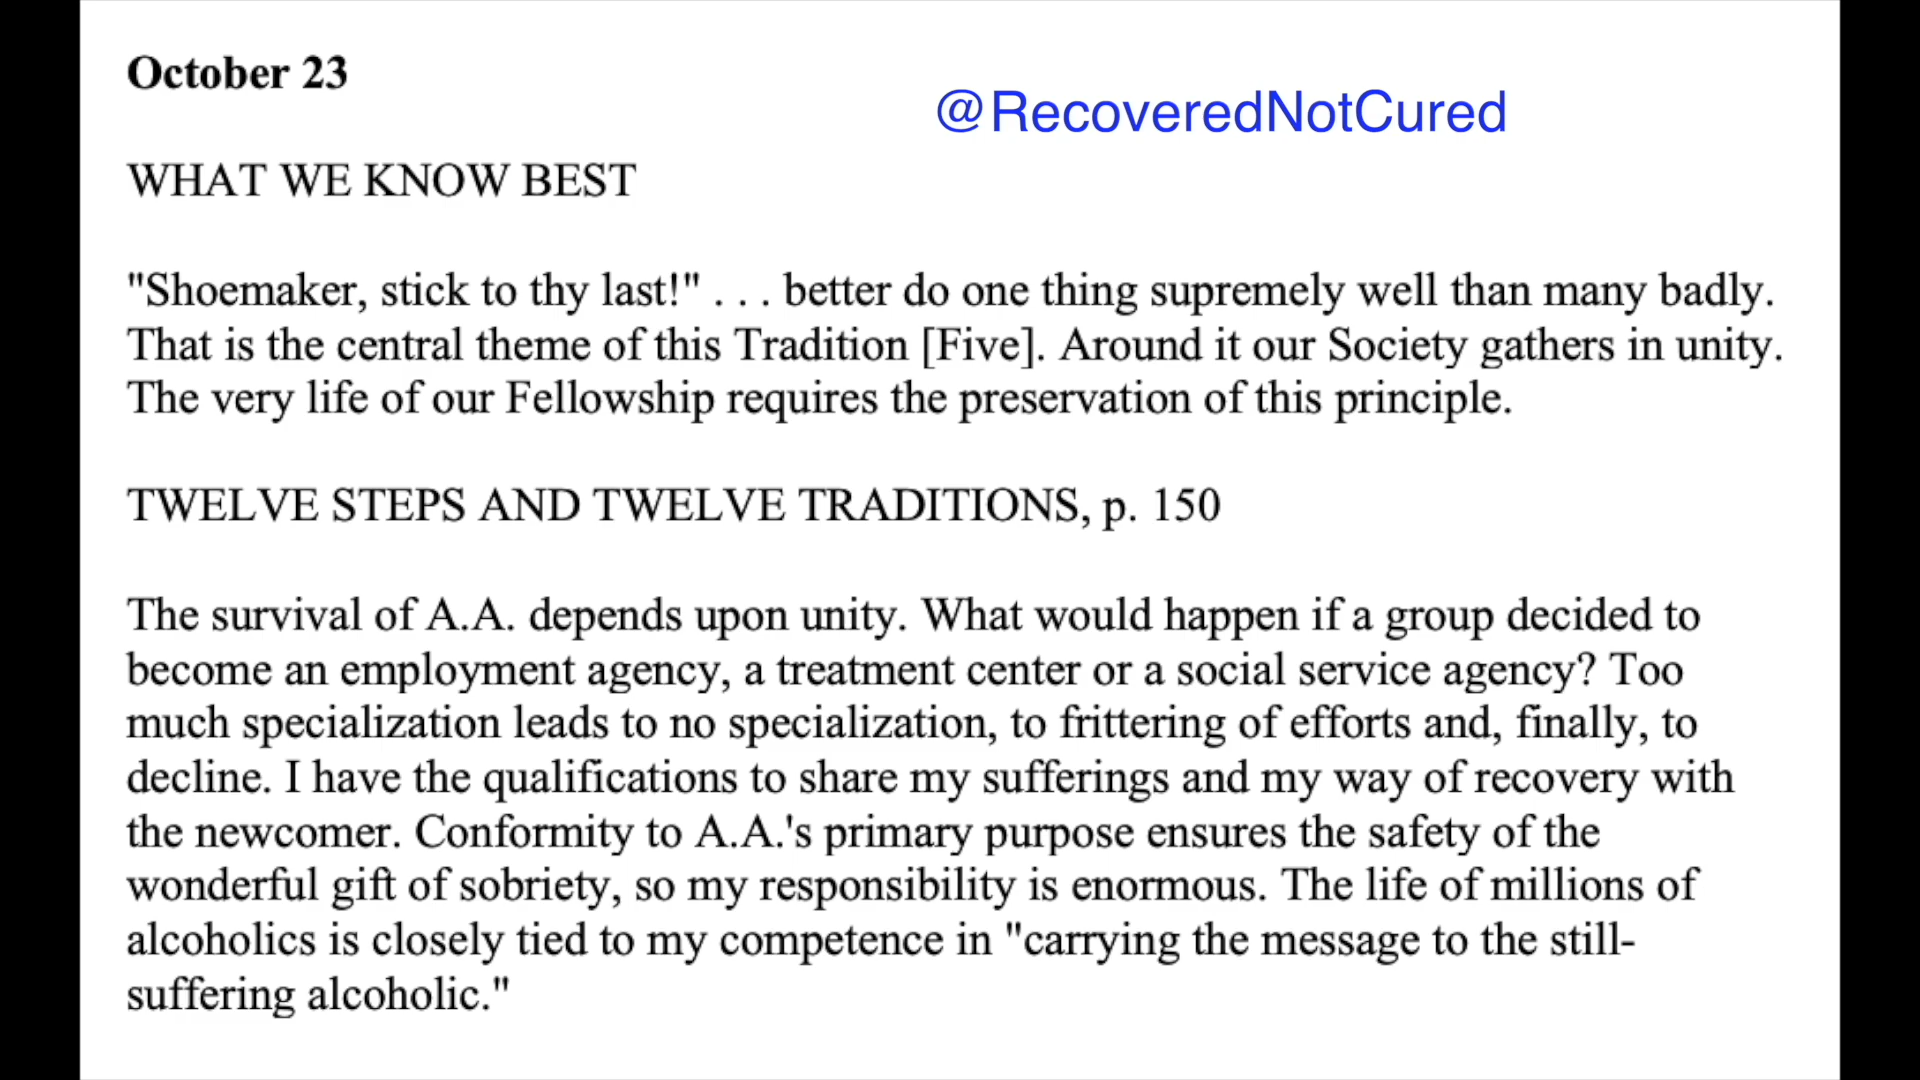 October 23
@RecoveredNotCured
WHAT WE KNOW BEST
"Shoemaker, stick to thy last!" . . . better do one thing supremely well than many badly.
That is the central theme of this Tradition [Five]. Around it our Society gathers in unity.
The very life of our Fellowship requires the preservation of this principle.
TWELVE STEPS AND TWELVE TRADITIONS, p. 150
The survival of A.A. depends upon unity. What would happen if a group decided to
become an employment agency, a treatment center or a social service agency? Too
much specialization leads to no specialization, to frittering of efforts and, finally, to
decline. I have the qualifications to share my sufferings and my way of recovery with
the newcomer. Conformity to A.A.'s primary purpose ensures the safety of the
wonderful gift of sobriety, so my responsibility is enormous. The life of millions of
alcoholics is closely tied to my competence in "carrying the message to the still-
suffering alcoholic."